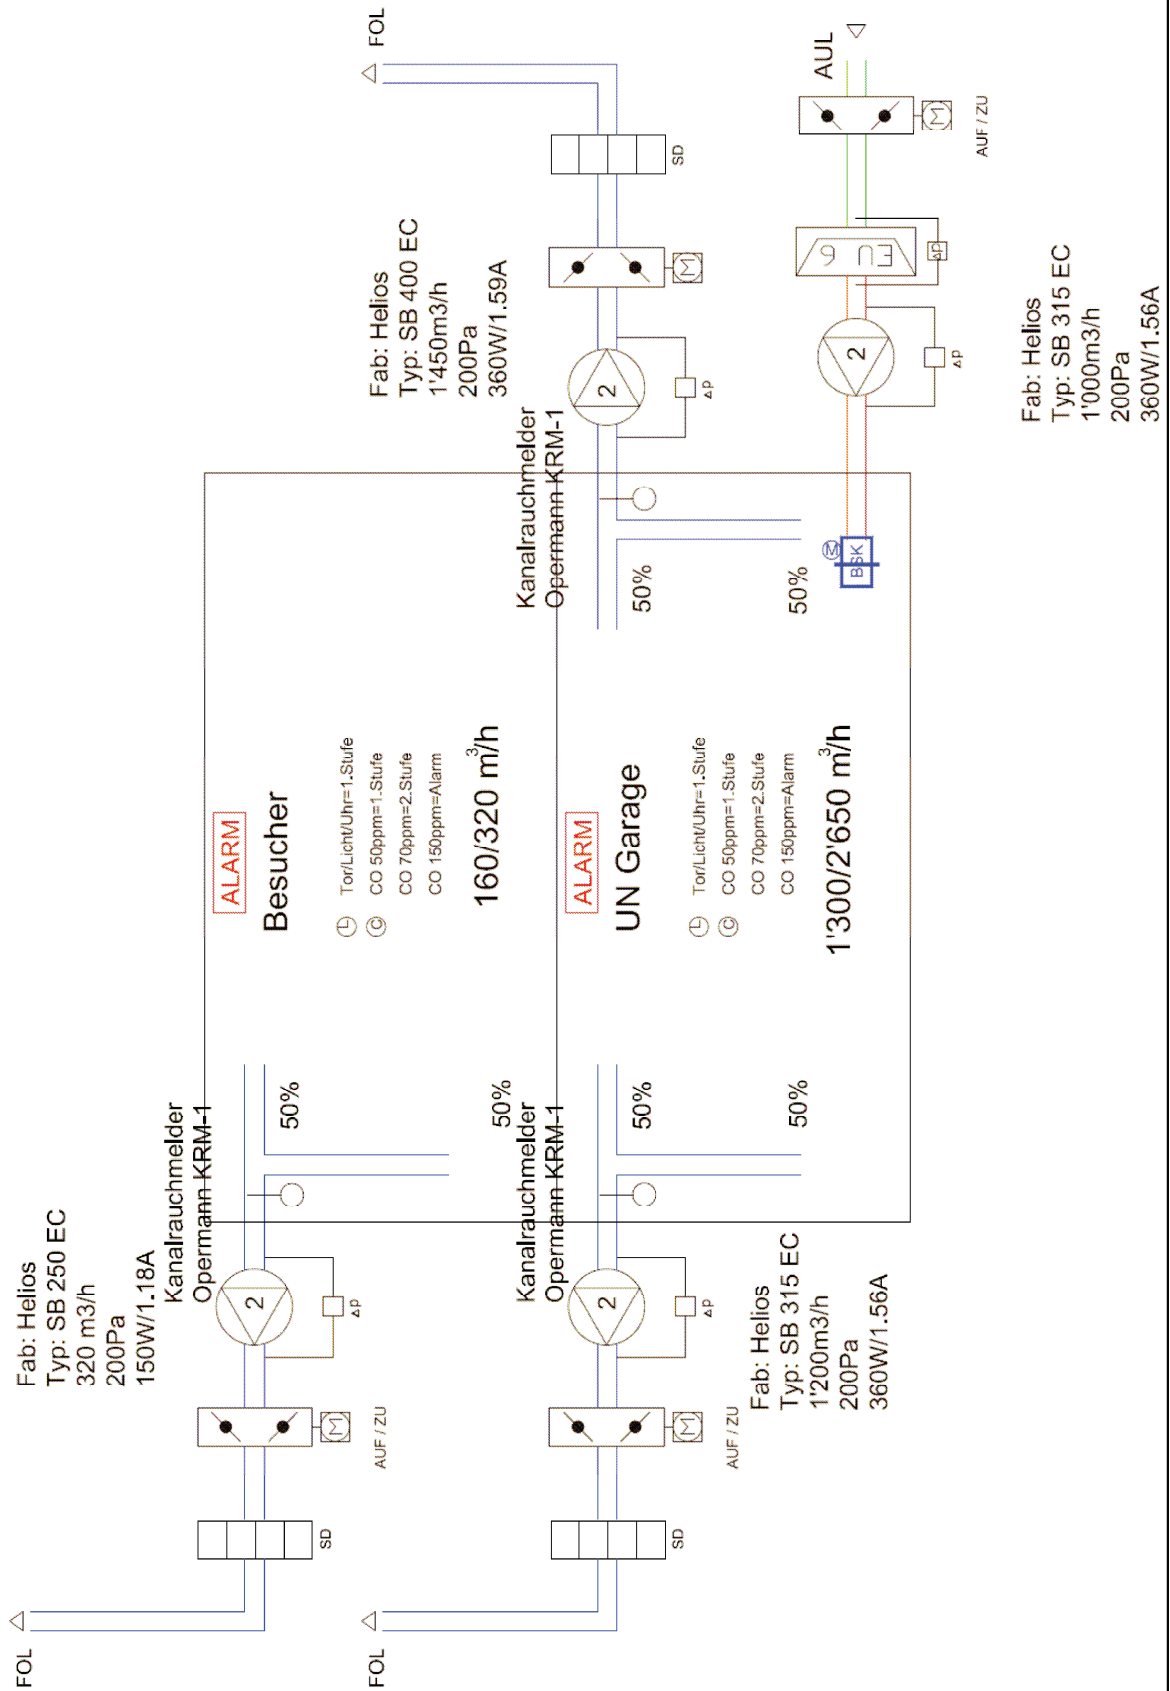 FOL
Fab: Helios
Typ: SB 250 EC
320 m3/h
200Pa
150W/1.18A
SD
M
AUF / ZU
2
Δp
Kanalrauchmelder
Opermann KRM-1
50%
50%
ALARM
Besucher
L Tor/Licht/Uhr=1.Stufe
C CO 50ppm=1.Stufe
CO 70ppm=2.Stufe
CO 150ppm=Alarm
160/320 m³/h
FOL
SD
M
AUF / ZU
2
Δp
Fab: Helios
Typ: SB 315 EC
1'200m3/h
200Pa
360W/1.56A
Kanalrauchmelder
Opermann KRM-1
50%
50%
ALARM
UN Garage
L Tor/Licht/Uhr=1.Stufe
C CO 50ppm=1.Stufe
CO 70ppm=2.Stufe
CO 150ppm=Alarm
1'300/2'650 m³/h
50%
50%
Kanalrauchmelder
Opermann KRM-1
Fab: Helios
Typ: SB 400 EC
1'450m3/h
200Pa
360W/1.59A
2
Δp
M
SD
FOL
M
BSK
2
Δp
EU 6
Δp
M
AUF / ZU
AUL
Fab: Helios
Typ: SB 315 EC
1'000m3/h
200Pa
360W/1.56A